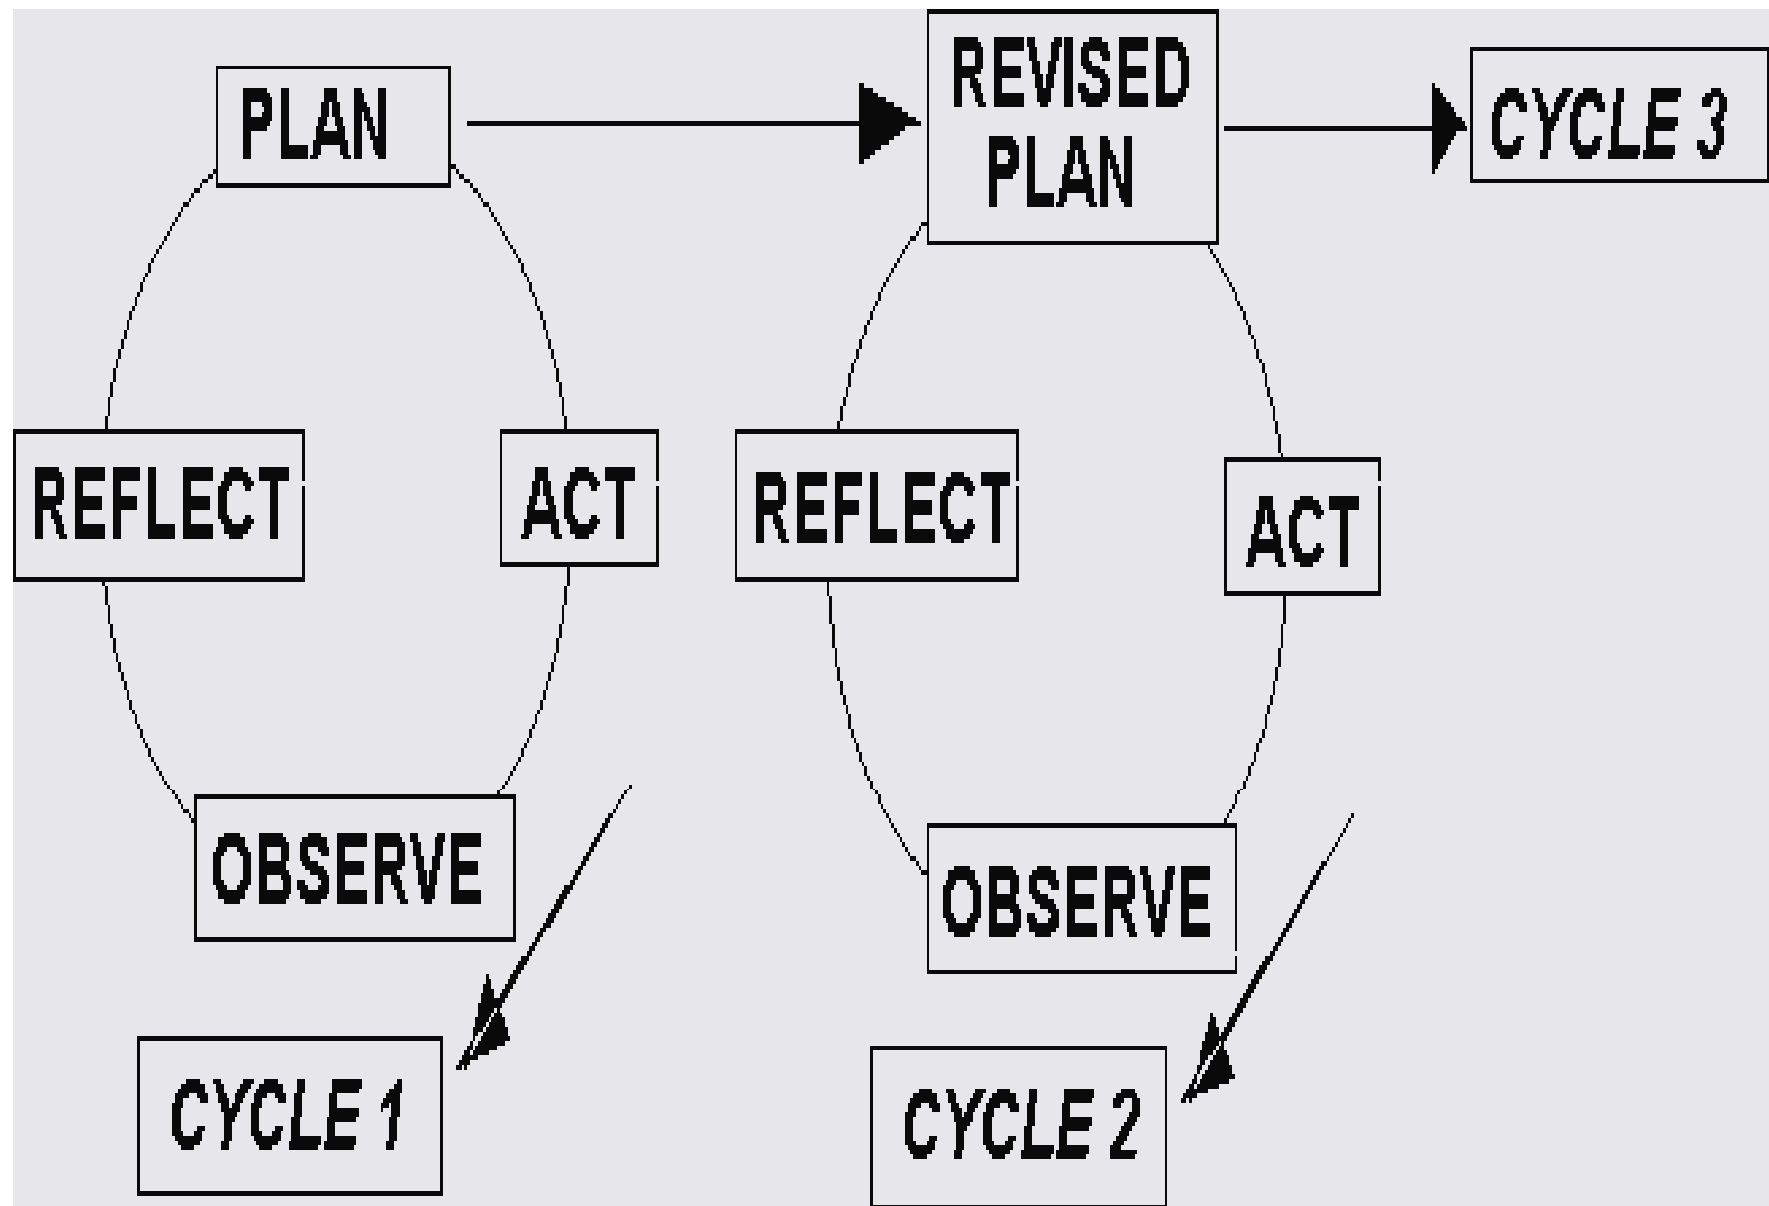 PLAN
REVISED
PLAN
CYCLE 3
REFLECT
ACT
REFLECT
ACT
OBSERVE
OBSERVE
CYCLE 1
CYCLE 2